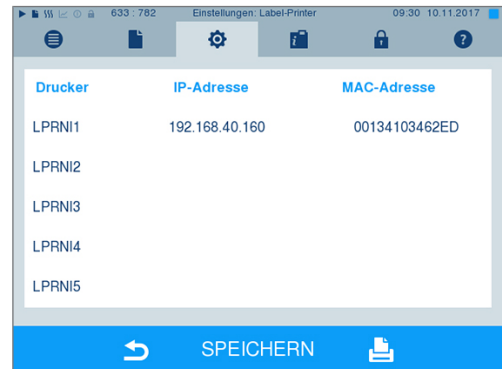 633 : 782 Einstellungen: Label-Printer 09:30 10.11.2017
Drucker IP-Adresse MAC-Adresse
LPRNI1 192.168.40.160 00134103462ED
LPRNI2
LPRNI3
LPRNI4
LPRNI5
SPEICHERN